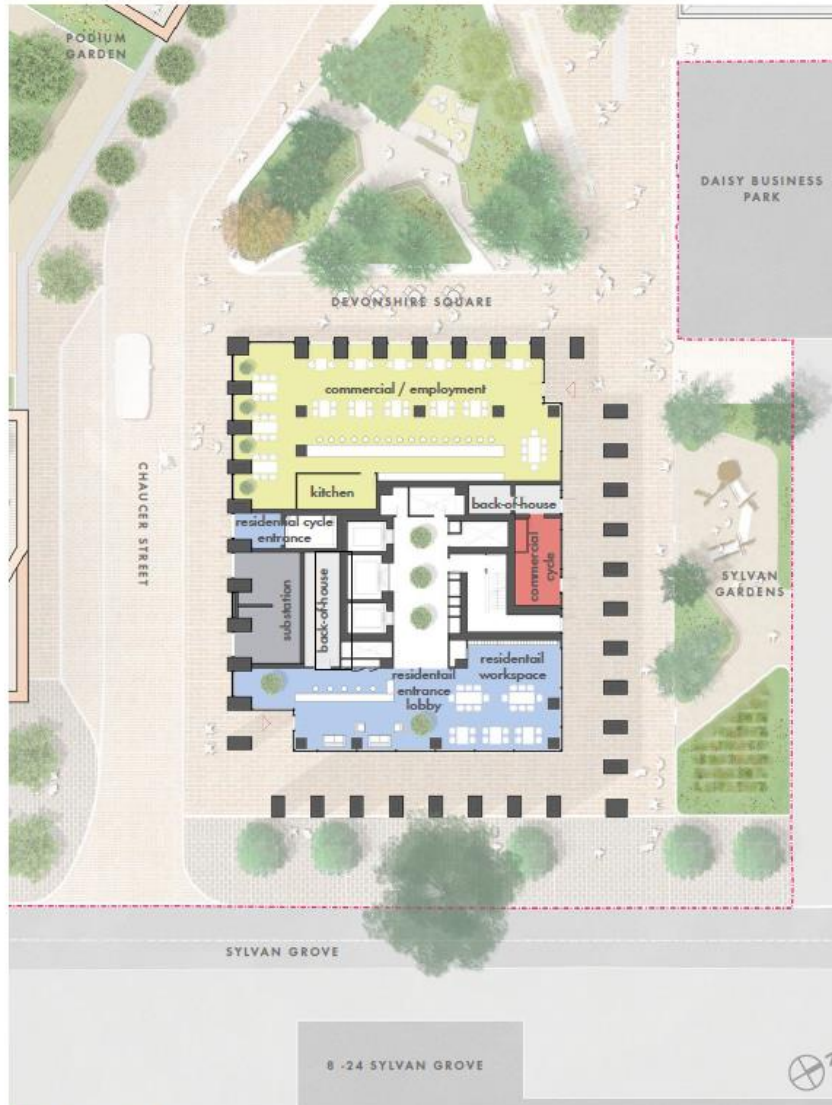 PODIUM
GARDEN
DAISY BUSINESS
PARK
DEVONSHIRE SQUARE
commercial / employment
kitchen
back-of-house
residential cycle
entrance
CHAUCER STREET
substation
back-of-house
commercial
cycle
SYLVAN
GARDENS
residentail
entrance
lobby
residentail
workspace
SYLVAN GROVE
8 -24 SYLVAN GROVE